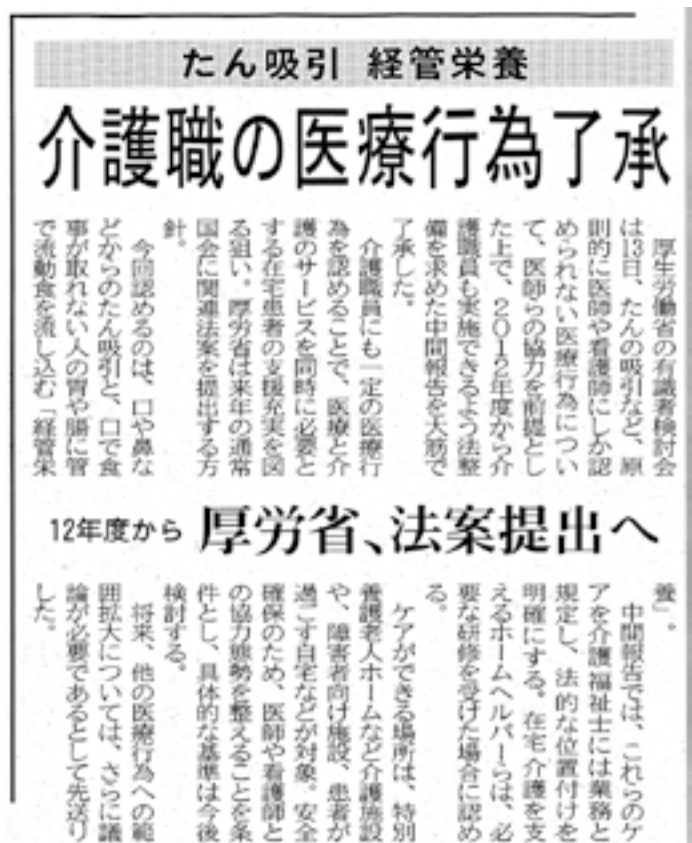 たん吸引 経管栄養
介護職の医療行為了承
厚生労働省の有識者検討会
は13日、たんの吸引など、原
則的に医師や看護師にしか認
められない医療行為につい
て、医師らの協力を前提とし
た上で、2012年度から介
護職員も実施できるよう法整
備を求めた中間報告を大筋で
了承した。
介護職員にも一定の医療行
為を認めることで、医療と介
護のサービスを同時に必要と
する在宅患者の支援充実を図
る狙い。厚労省は来年の通常
国会に関連法案を提出する方
針。
今回認めるのは、口や鼻な
どからのたん吸引と、口で食
事が取れない人の胃や腸に管
で流動食を流し込む「経管栄
12年度から 厚労省、法案提出へ
養」。
中間報告では、これらのケ
アを介護福祉士には業務と
規定し、法的な位置付けを
明確にする。在宅介護を支
えるホームヘルパーらは、必
要な研修を受けた場合に認め
る。
ケアができる場所は、特別
養護老人ホームなど介護施設
や、障害者向け施設、患者が
過ごす自宅などが対象。安全
確保のため、医師や看護師と
の協力態勢を整えることを条
件とし、具体的な基準は今後
検討する。
将来、他の医療行為への範
囲拡大については、さらに議
論が必要であるとして先送り
した。